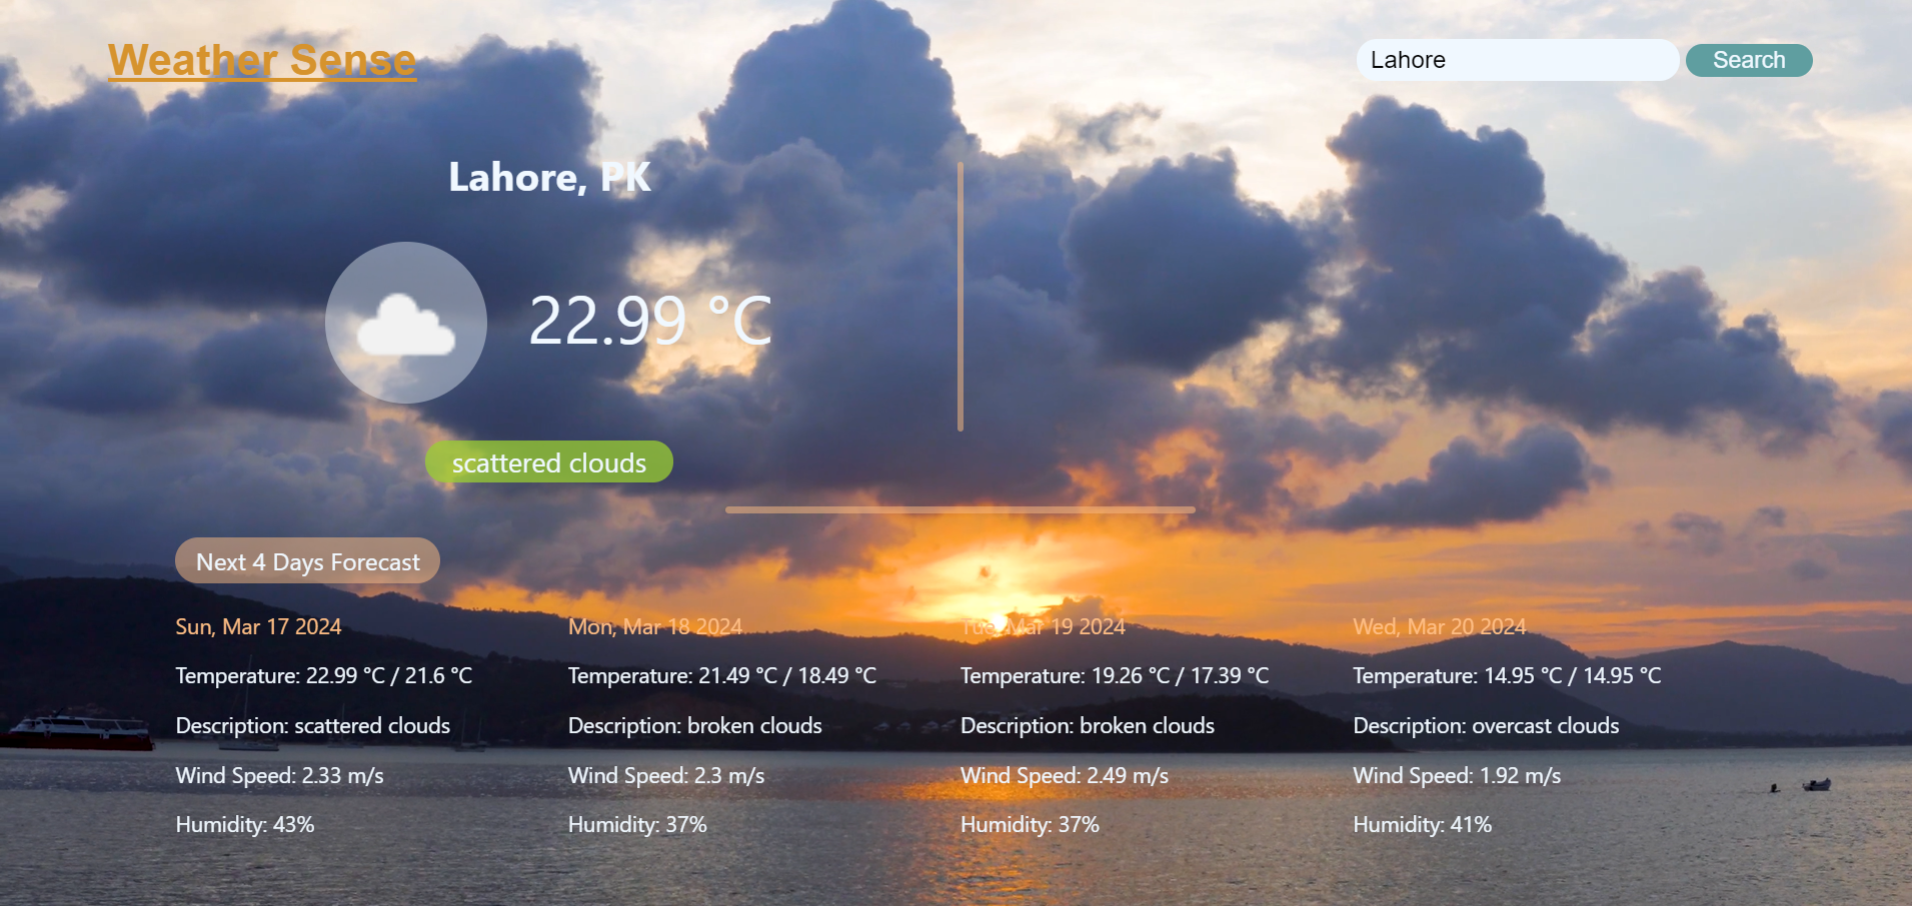 Weather Sense
Lahore
Search
Lahore, PK
22.99 °C
scattered clouds
Next 4 Days Forecast
Sun, Mar 17 2024
Temperature: 22.99 °C / 21.6 °C
Description: scattered clouds
Wind Speed: 2.33 m/s
Humidity: 43%
Mon, Mar 18 2024
Temperature: 21.49 °C / 18.49 °C
Description: broken clouds
Wind Speed: 2.3 m/s
Humidity: 37%
Tue, Mar 19 2024
Temperature: 19.26 °C / 17.39 °C
Description: broken clouds
Wind Speed: 2.49 m/s
Humidity: 37%
Wed, Mar 20 2024
Temperature: 14.95 °C / 14.95 °C
Description: overcast clouds
Wind Speed: 1.92 m/s
Humidity: 41%